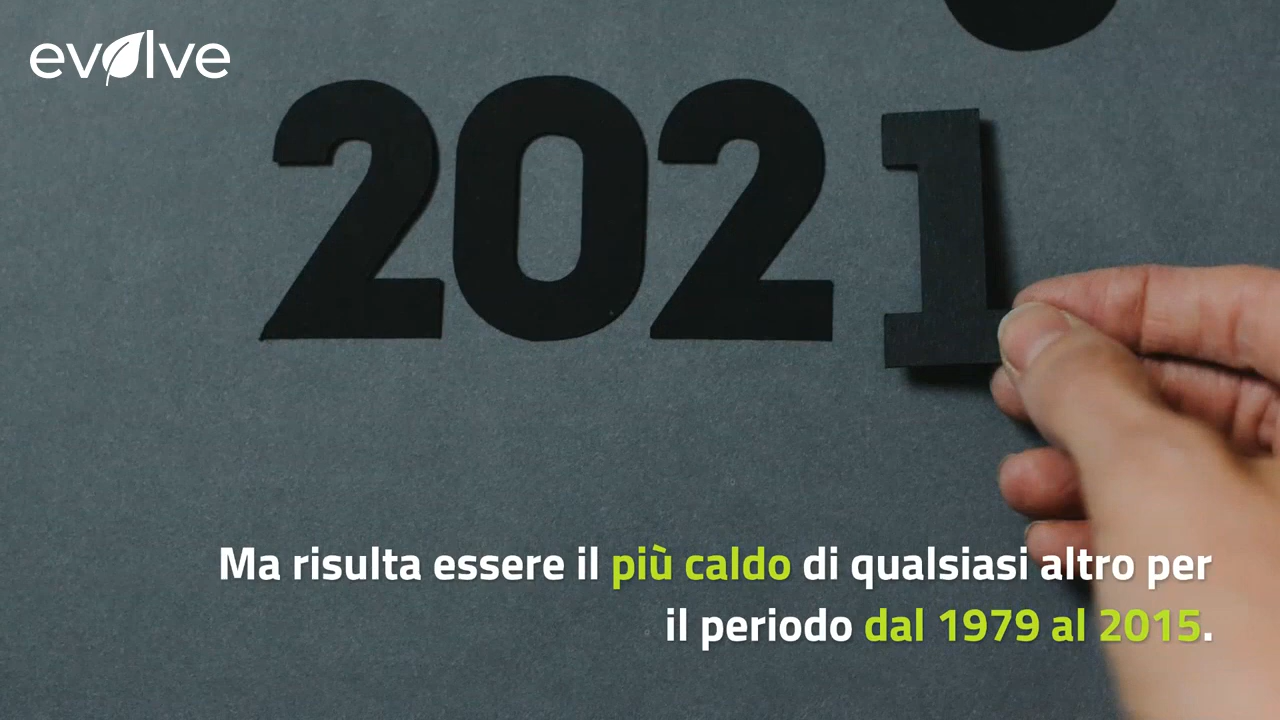 evolve
2021
Ma risulta essere il più caldo di qualsiasi altro per
il periodo dal 1979 al 2015.